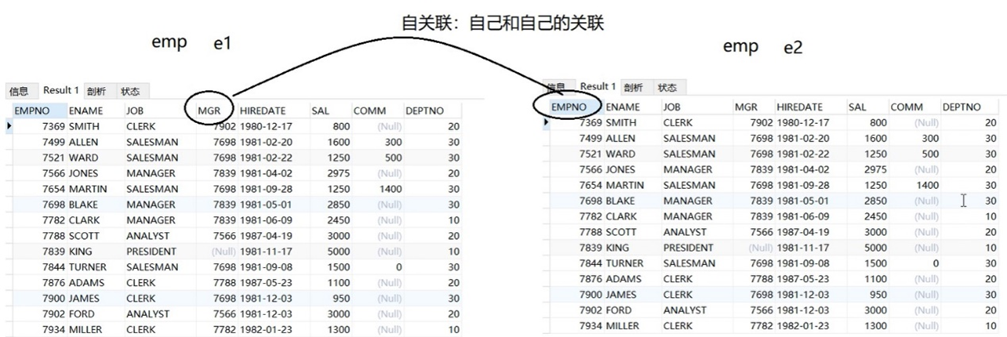 自关联：自己和自己的关联
emp e1
emp e2
信息 Result 1 剖析 状态
EMPNO ENAME JOB MGR HIREDATE SAL COMM DEPTNO
7369 SMITH CLERK 7902 1980-12-17 800 (Null) 20
7499 ALLEN SALESMAN 7698 1981-02-20 1600 300 30
7521 WARD SALESMAN 7698 1981-02-22 1250 500 30
7566 JONES MANAGER 7839 1981-04-02 2975 (Null) 20
7654 MARTIN SALESMAN 7698 1981-09-28 1250 1400 30
7698 BLAKE MANAGER 7839 1981-05-01 2850 (Null) 30
7782 CLARK MANAGER 7839 1981-06-09 2450 (Null) 10
7788 SCOTT ANALYST 7566 1987-04-19 3000 (Null) 20
7839 KING PRESIDENT (Null) 1981-11-17 5000 (Null) 10
7844 TURNER SALESMAN 7698 1981-09-08 1500 0 30
7876 ADAMS CLERK 7788 1987-05-23 1100 (Null) 20
7900 JAMES CLERK 7698 1981-12-03 950 (Null) 30
7902 FORD ANALYST 7566 1981-12-03 3000 (Null) 20
7934 MILLER CLERK 7782 1982-01-23 1300 (Null) 10
信息 Result 1 剖析 状态
EMPNO ENAME JOB MGR HIREDATE SAL COMM DEPTNO
7369 SMITH CLERK 7902 1980-12-17 800 (Null) 20
7499 ALLEN SALESMAN 7698 1981-02-20 1600 300 30
7521 WARD SALESMAN 7698 1981-02-22 1250 500 30
7566 JONES MANAGER 7839 1981-04-02 2975 (Null) 20
7654 MARTIN SALESMAN 7698 1981-09-28 1250 1400 30
7698 BLAKE MANAGER 7839 1981-05-01 2850 (Null) 30
7782 CLARK MANAGER 7839 1981-06-09 2450 (Null) 10
7788 SCOTT ANALYST 7566 1987-04-19 3000 (Null) 20
7839 KING PRESIDENT (Null) 1981-11-17 5000 (Null) 10
7844 TURNER SALESMAN 7698 1981-09-08 1500 0 30
7876 ADAMS CLERK 7788 1987-05-23 1100 (Null) 20
7900 JAMES CLERK 7698 1981-12-03 950 (Null) 30
7902 FORD ANALYST 7566 1981-12-03 3000 (Null) 20
7934 MILLER CLERK 7782 1982-01-23 1300 (Null) 10